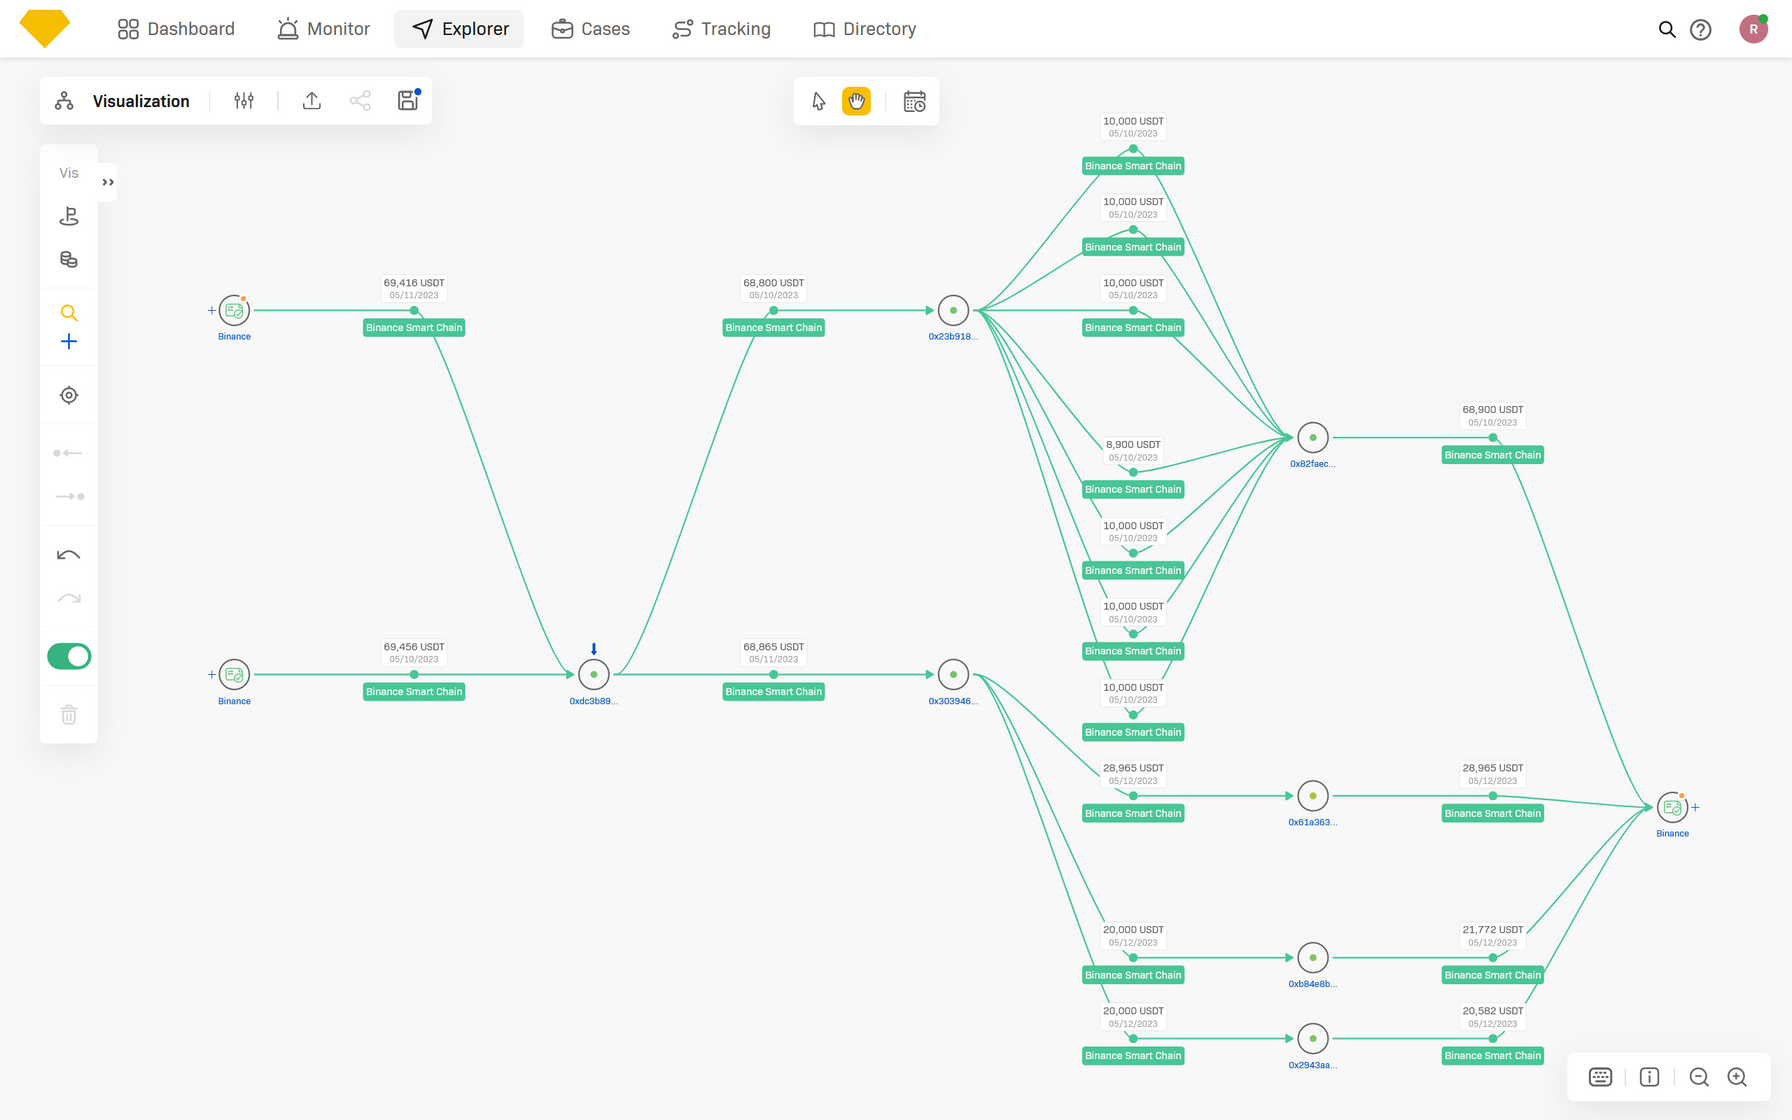 Dashboard
Monitor
Explorer
Cases
Tracking
Directory
R
Visualization
Vis
10,000 USDT
05/10/2023
Binance Smart Chain
10,000 USDT
05/10/2023
Binance Smart Chain
69,416 USDT
05/11/2023
Binance Smart Chain
68,800 USDT
05/10/2023
Binance Smart Chain
10,000 USDT
05/10/2023
Binance Smart Chain
Binance
0x23b918...
68,900 USDT
05/10/2023
Binance Smart Chain
0x82faec...
8,900 USDT
05/10/2023
Binance Smart Chain
10,000 USDT
05/10/2023
Binance Smart Chain
10,000 USDT
05/10/2023
Binance Smart Chain
69,456 USDT
05/10/2023
Binance Smart Chain
68,865 USDT
05/11/2023
Binance Smart Chain
Binance
0xdc3b89...
0x303946...
10,000 USDT
05/10/2023
Binance Smart Chain
28,965 USDT
05/12/2023
Binance Smart Chain
0x61a363...
28,965 USDT
05/12/2023
Binance Smart Chain
Binance
20,000 USDT
05/12/2023
Binance Smart Chain
0xb84e8b...
21,772 USDT
05/12/2023
Binance Smart Chain
20,000 USDT
05/12/2023
Binance Smart Chain
0x2943aa...
20,582 USDT
05/12/2023
Binance Smart Chain